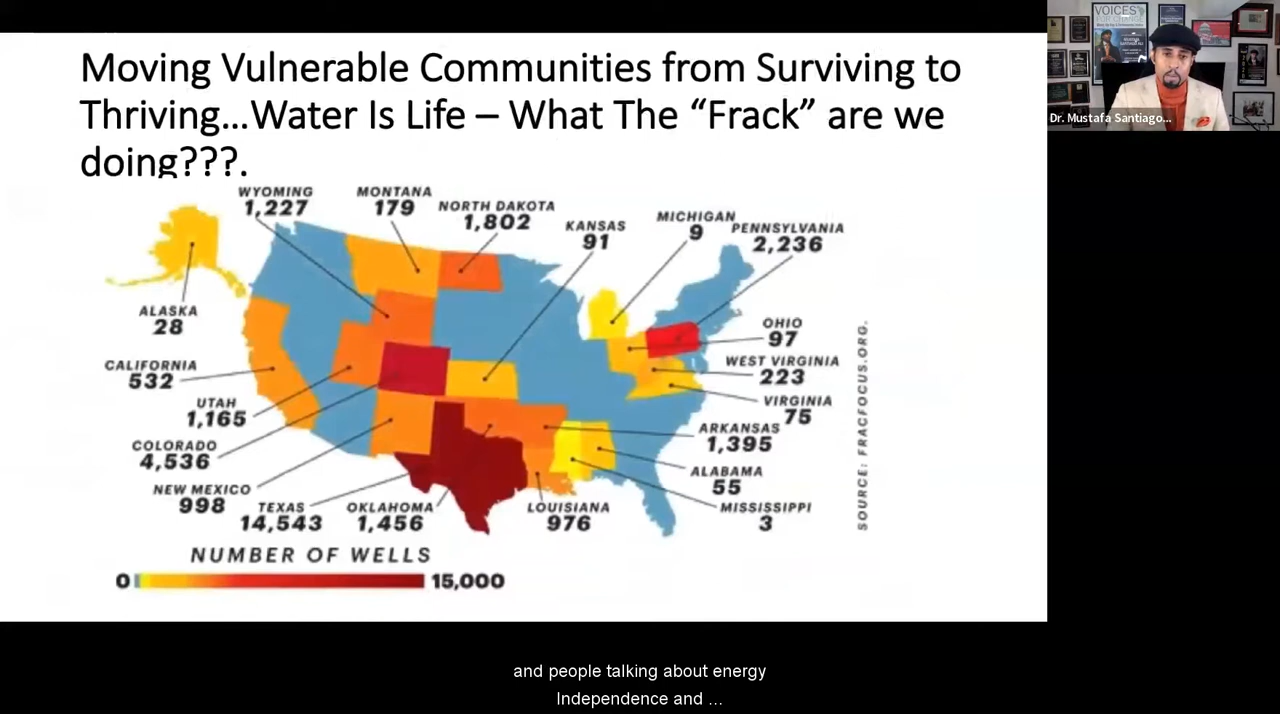 Moving Vulnerable Communities from Surviving to
Thriving...Water Is Life – What The “Frack” are we
doing???.
WYOMING
1,227
MONTANA
179
NORTH DAKOTA
1,802
KANSAS
91
MICHIGAN
9
PENNSYLVANIA
2,236
ALASKA
28
OHIO
97
CALIFORNIA
532
WEST VIRGINIA
223
UTAH
1,165
VIRGINIA
75
COLORADO
4,536
ARKANSAS
1,395
NEW MEXICO
998
ALABAMA
55
TEXAS
14,543
OKLAHOMA
1,456
LOUISIANA
976
MISSISSIPPI
3
SOURCE: FRACFOCUS.ORG.
NUMBER OF WELLS
0
15,000
VOICES
FOR CHANGE
Dr. Mustafa Santiago...
and people talking about energy
Independence and ...